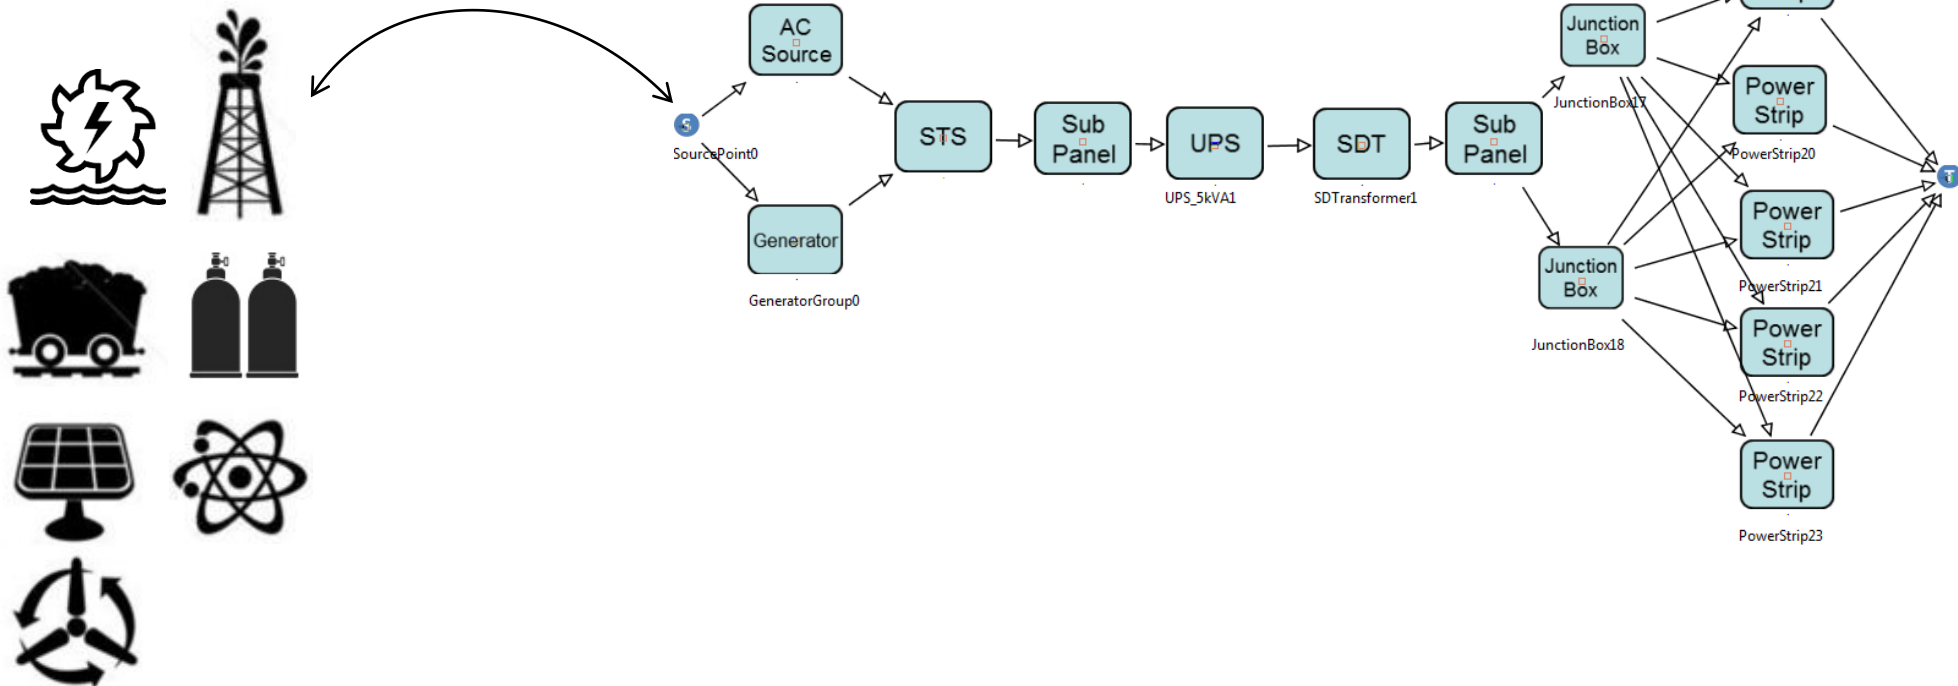 AC
Source
S
SourcePoint0
Generator
GeneratorGroup0
STS
Sub
Panel
UPS
UPS_5kVA1
SDT
SDTransformer1
Sub
Panel
Junction
Box
JunctionBox17
Junction
Box
JunctionBox18
Power
Strip
PowerStrip20
Power
Strip
PowerStrip21
Power
Strip
PowerStrip22
Power
Strip
PowerStrip23
T